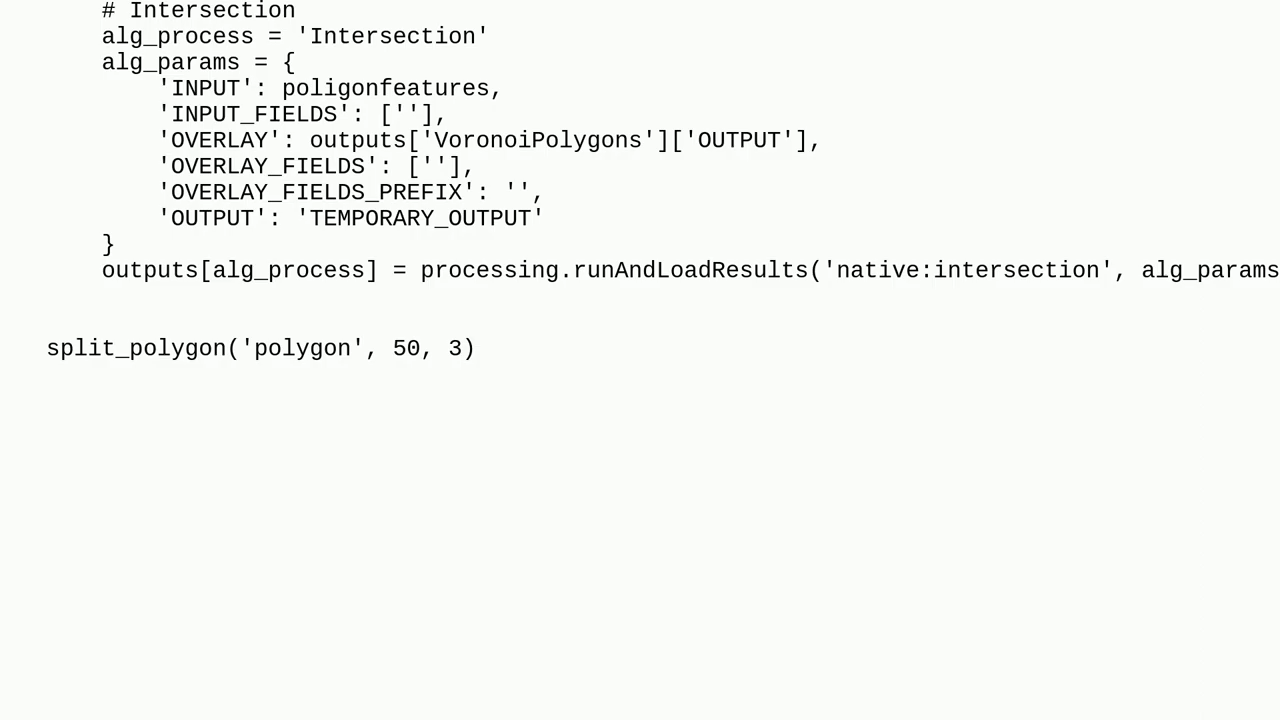 # Intersection
alg_process = 'Intersection'
alg_params = {
'INPUT': poligonfeatures,
'INPUT_FIELDS': [''],
'OVERLAY': outputs['VoronoiPolygons']['OUTPUT'],
'OVERLAY_FIELDS': [''],
'OVERLAY_FIELDS_PREFIX': '',
'OUTPUT': 'TEMPORARY_OUTPUT'
}
outputs[alg_process] = processing.runAndLoadResults('native:intersection', alg_params
split_polygon('polygon', 50, 3)